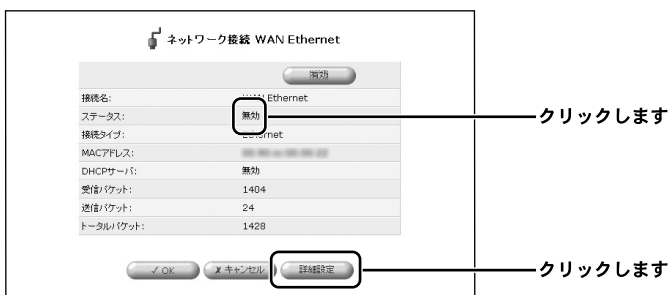 ネットワーク接続 WAN Ethernet
接続名: WAN Ethernet
ステータス: 無効 クリックします
接続タイプ: Ethernet
MACアドレス:
DHCPサーバ: 無効
受信パケット: 1404
送信パケット: 24
トータルパケット: 1428
✓ OK ✗ キャンセル 詳細設定 クリックします